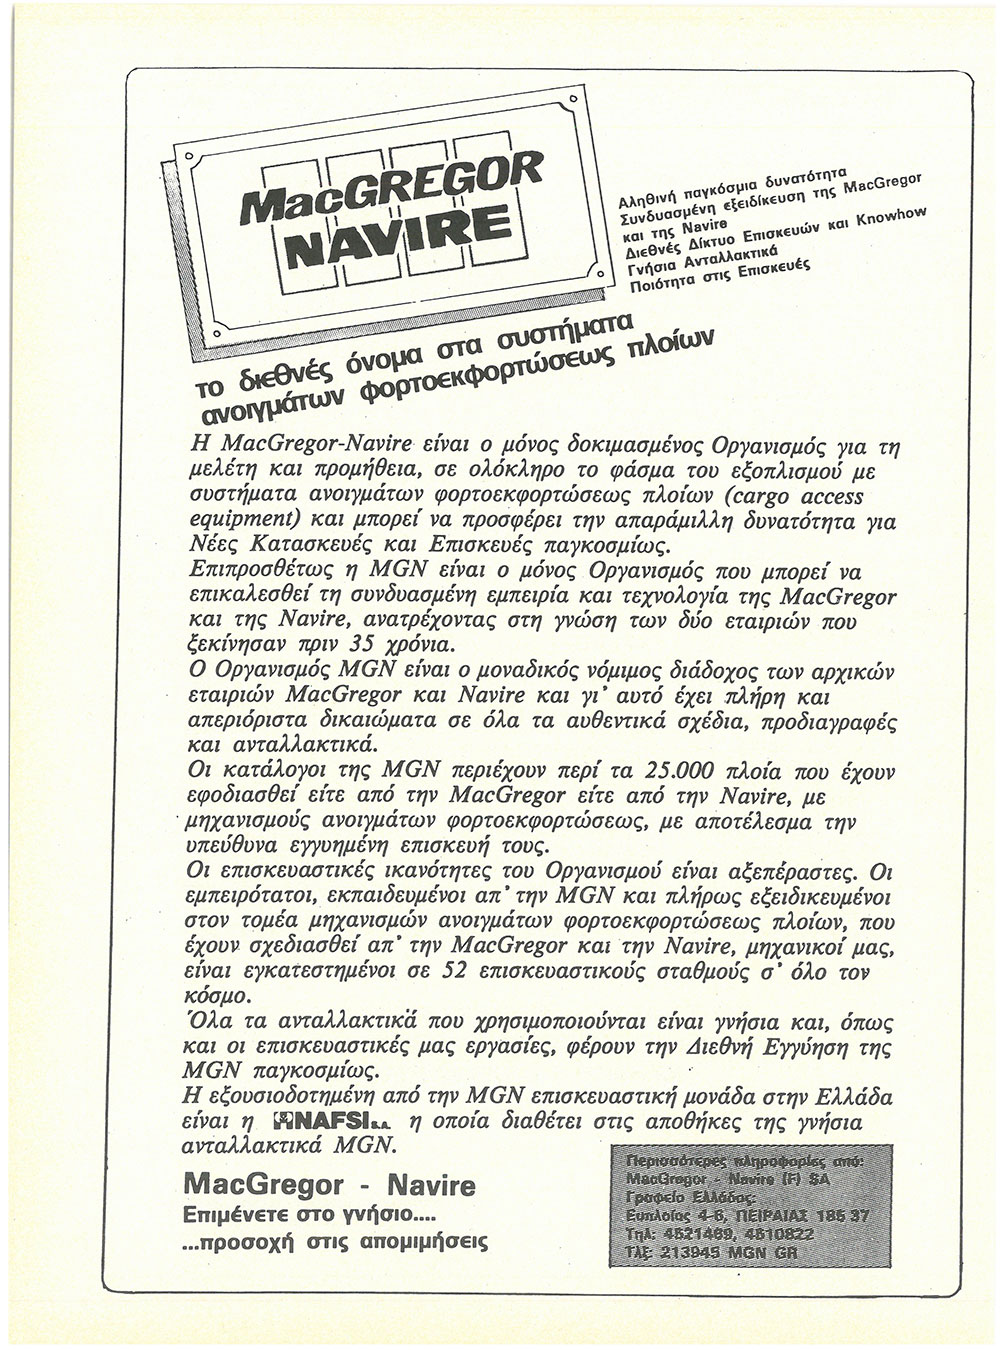 MacGREGOR
NAVIRE
Αληθινή παγκόσμια δυνατότητα
Συνδυασμένη εξειδίκευση της MacGregor
και της Navire
Διεθνές Δίκτυο Επισκευών και Knowhow
Γνήσια Ανταλλακτικά
Ποιότητα στις Επισκευές
το διεθνές όνομα στα συστήματα
ανοιγμάτων φορτοεκφορτώσεως πλοίων
Η MacGregor-Navire είναι ο μόνος δοκιμασμένος Οργανισμός για τη
μελέτη και προμήθεια, σε ολόκληρο το φάσμα του εξοπλισμού με
συστήματα ανοιγμάτων φορτοεκφορτώσεως πλοίων (cargo access
equipment) και μπορεί να προσφέρει την απαράμιλλη δυνατότητα για
Νέες Κατασκευές και Επισκευές παγκοσμίως.
Επιπροσθέτως η MGN είναι ο μόνος Οργανισμός που μπορεί να
επικαλεσθεί τη συνδυασμένη εμπειρία και τεχνολογία της MacGregor
και της Navire, ανατρέχοντας στη γνώση των δύο εταιριών που
ξεκίνησαν πριν 35 χρόνια.
Ο Οργανισμός MGN είναι ο μοναδικός νόμιμος διάδοχος των αρχικών
εταιριών MacGregor και Navire και γι' αυτό έχει πλήρη και
απεριόριστα δικαιώματα σε όλα τα αυθεντικά σχέδια, προδιαγραφές
και ανταλλακτικά.
Οι κατάλογοι της MGN περιέχουν περί τα 25.000 πλοία που έχουν
εφοδιασθεί είτε από την MacGregor είτε από την Navire, με
μηχανισμούς ανοιγμάτων φορτοεκφορτώσεως, με αποτέλεσμα την
υπεύθυνα εγγυημένη επισκευή τους.
Οι επισκευαστικές ικανότητες του Οργανισμού είναι αξεπέραστες. Οι
εμπειρότατοι, εκπαιδευμένοι απ' την MGN και πλήρως εξειδικευμένοι
στον τομέα μηχανισμών ανοιγμάτων φορτοεκφορτώσεως πλοίων, που
έχουν σχεδιασθεί απ' την MacGregor και την Navire, μηχανικοί μας,
είναι εγκατεστημένοι σε 52 επισκευαστικούς σταθμούς σ' όλο τον
κόσμο.
Όλα τα ανταλλακτικά που χρησιμοποιούνται είναι γνήσια και, όπως
και οι επισκευαστικές μας εργασίες, φέρουν την Διεθνή Εγγύηση της
MGN παγκοσμίως.
Η εξουσιοδοτημένη από την MGN επισκευαστική μονάδα στην Ελλάδα
είναι η NAFSI s.a. η οποία διαθέτει στις αποθήκες της γνήσια
ανταλλακτικά MGN.
MacGregor - Navire
Επιμένετε στο γνήσιο....
...προσοχή στις απομιμήσεις
Περισσότερες πληροφορίες από:
MacGregor - Navire (F) SA
Γραφείο Ελλάδος:
Ευπλοίας 4-6, ΠΕΙΡΑΙΑΣ 185 37
Τηλ: 4521469, 4510822
Τλξ: 213945 MGN GR